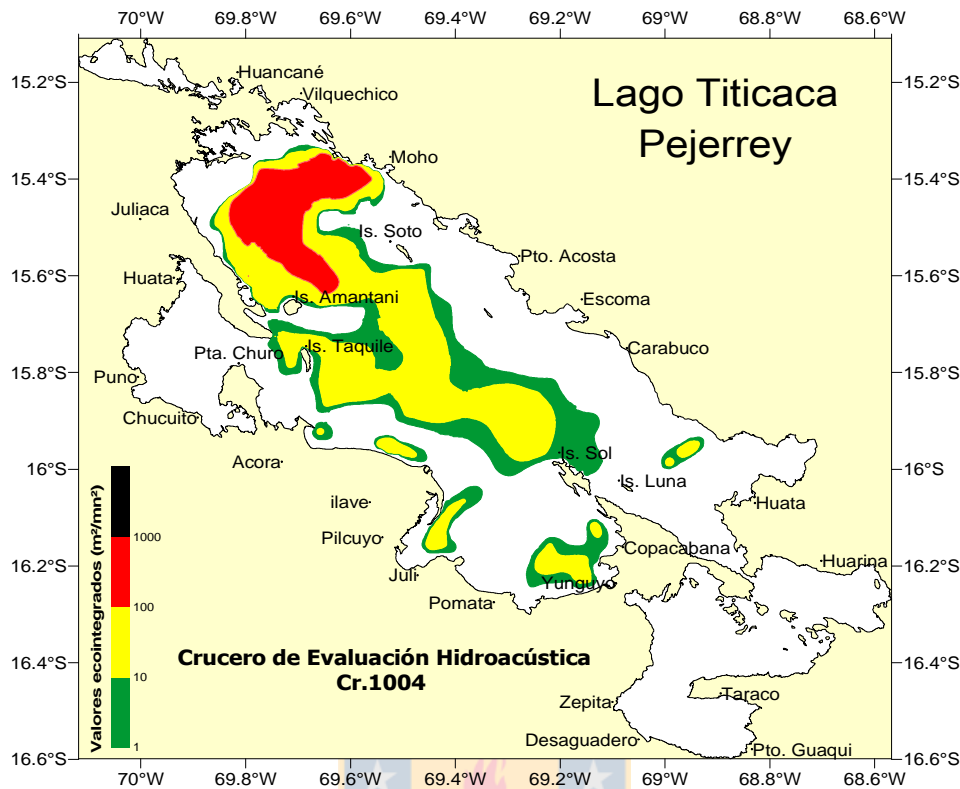 70°W 69.8°W 69.6°W 69.4°W 69.2°W 69°W 68.8°W 68.6°W
Lago Titicaca
Pejerrey
15.2°S
15.4°S
15.6°S
15.8°S
16°S
16.2°S
16.4°S
16.6°S
15.2°S
15.4°S
15.6°S
15.8°S
16°S
16.2°S
16.4°S
16.6°S
Huancané
Vilquechico
Moho
Juliaca
Is. Soto
Pto. Acosta
Huata
Is. Amantani
Escoma
Is. Taquile
Pta. Churo
Carabuco
Puno
Chucuito
Acora
Is. Sol
Is. Luna
ilave
Huata
Pilcuyo
Copacabana
Huarina
Juli
Yunguyo
Pomata
Crucero de Evaluación Hidroacústica
Cr.1004
Zepita
Taraco
Desaguadero
Pto. Guaqui
Valores ecointegrados (m²/mn²)
1000
100
10
1
70°W 69.8°W 69.6°W 69.4°W 69.2°W 69°W 68.8°W 68.6°W